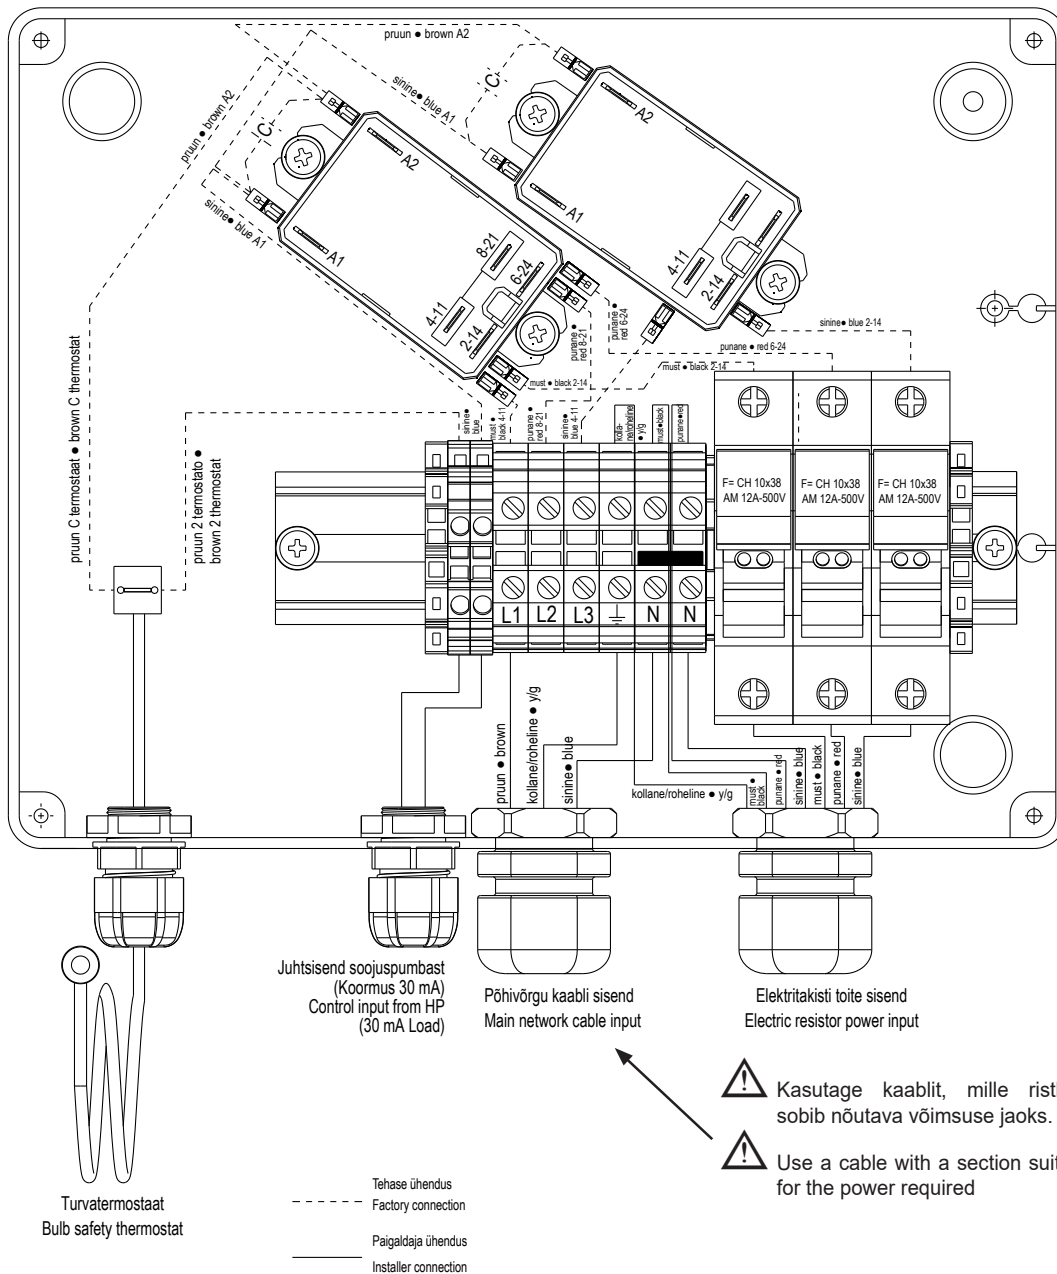 pruun ● brown A2
sinine● blue A1
pruun ● brown A2
sinine● blue A1
C
C
A2
A1
4-11
2-14
A2
A1
8-21
6-24
4-11
2-14
punane ●
red 6-24
punane ●
red 8-21
sinine● blue 2-14
punane ● red 6-24
must ● black 2-14
must ● black 2-14
sinine●
blue
must ●
black 4-11
punane ●
red 8-21
sinine●
blue 4-11
kolla-
ne/roheline
● y/g
must●black
punane●red
pruun C termostaat ● brown C thermostat
pruun 2 termostato ●
brown 2 thermostat
F= CH 10x38
AM 12A-500V
F= CH 10x38
AM 12A-500V
F= CH 10x38
AM 12A-500V
L1
L2
L3
N
N
pruun ● brown
kollane/roheline ● y/g
sinine● blue
kollane/roheline ● y/g
must ●
black
punane ● red
sinine● blue
must ● black
punane ● red
sinine● blue
Juhtsisend soojuspumbast
(Koormus 30 mA)
Control input from HP
(30 mA Load)
Põhivõrgu kaabli sisend
Main network cable input
Elektritakisti toite sisend
Electric resistor power input
Kasutage kaablit, mille
sobib nõutava võimsuse jaoks.
Use a cable with a section
for the power required
Turvatermostaat
Bulb safety thermostat
Tehase ühendus
Factory connection
Paigaldaja ühendus
Installer connection